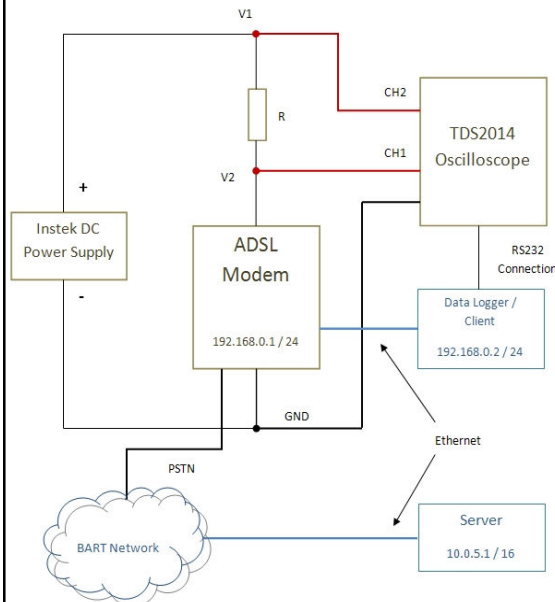 V1
CH2
R
TDS2014
Oscilloscope
CH1
V2
+
Instek DC
Power Supply
-
ADSL
Modem
192.168.0.1 / 24
RS232
Connection
Data Logger /
Client
192.168.0.2 / 24
GND
Ethernet
PSTN
BART Network
Server
10.0.5.1 / 16